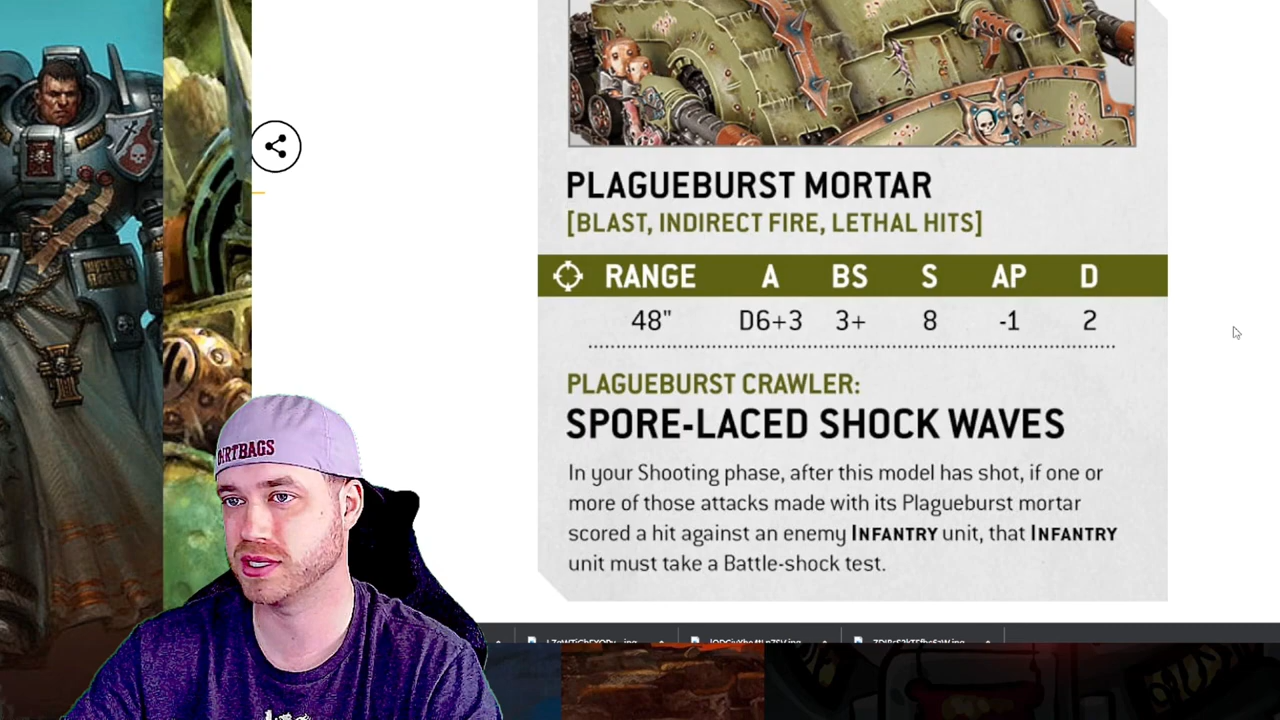 PLAGUEBURST MORTAR
[BLAST, INDIRECT FIRE, LETHAL HITS]
RANGE A BS S AP D
48" D6+3 3+ 8 -1 2
PLAGUEBURST CRAWLER:
SPORE-LACED SHOCK WAVES
In your Shooting phase, after this model has shot, if one or
more of those attacks made with its Plagueburst mortar
scored a hit against an enemy INFANTRY unit, that INFANTRY
unit must take a Battle-shock test.